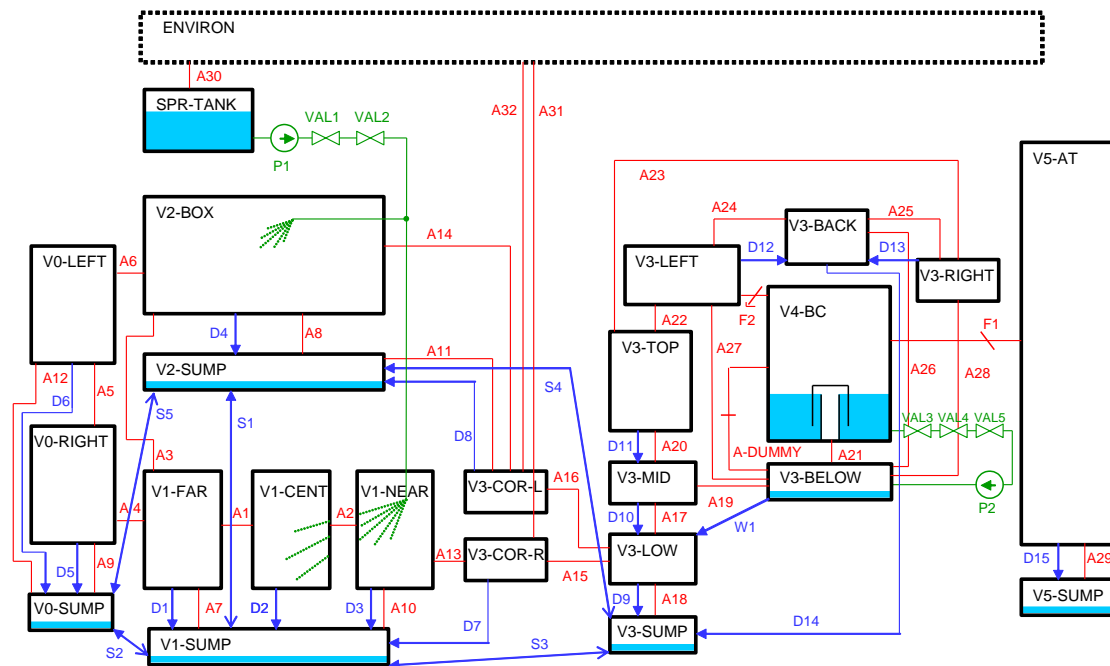 ENVIRON
A30
SPR-TANK
A32
A31
VAL1
VAL2
P1
V5-AT
A23
V2-BOX
A24
A25
V3-BACK
A14
V0-LEFT
A6
V3-LEFT
D12
D13
V3-RIGHT
V4-BC
F2
F1
D4
A8
A22
V3-TOP
A11
A27
A12
D6
A5
V2-SUMP
S5
S1
S4
A26
A28
VAL3
VAL4
VAL5
V0-RIGHT
D8
D11
A20
A-DUMMY
A21
A3
V1-FAR
V1-CENT
V1-NEAR
V3-COR-L
A16
V3-MID
V3-BELOW
A19
P2
A4
A1
A2
D10
A17
W1
V3-COR-R
V3-LOW
A13
A15
D5
A9
D15
A29
V0-SUMP
D1
A7
D2
D3
A10
D9
A18
V5-SUMP
D7
D14
V1-SUMP
V3-SUMP
S2
S3